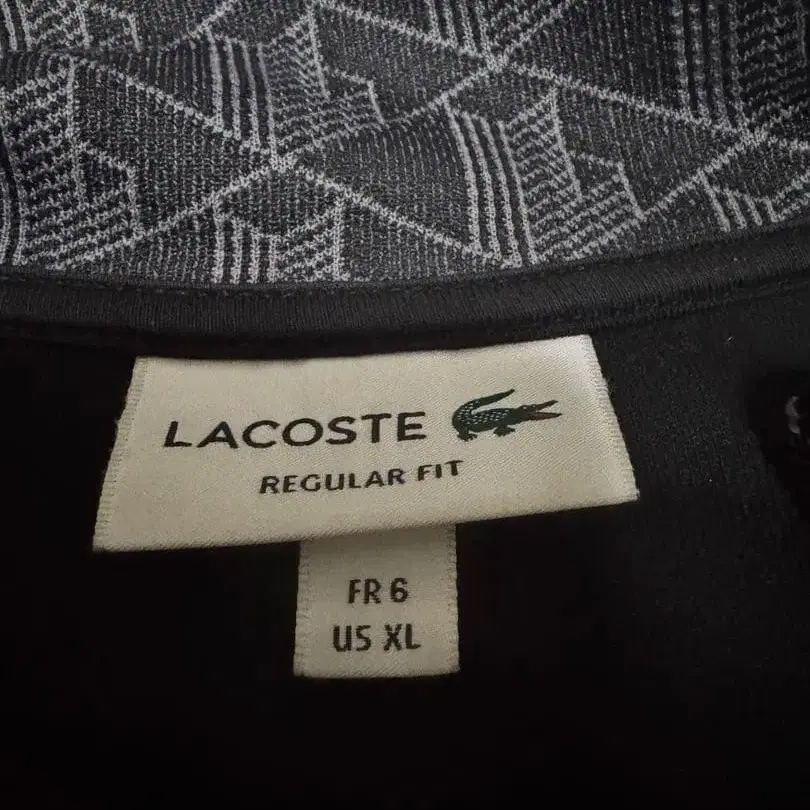 LACOSTE
REGULAR FIT
FR 6
US XL